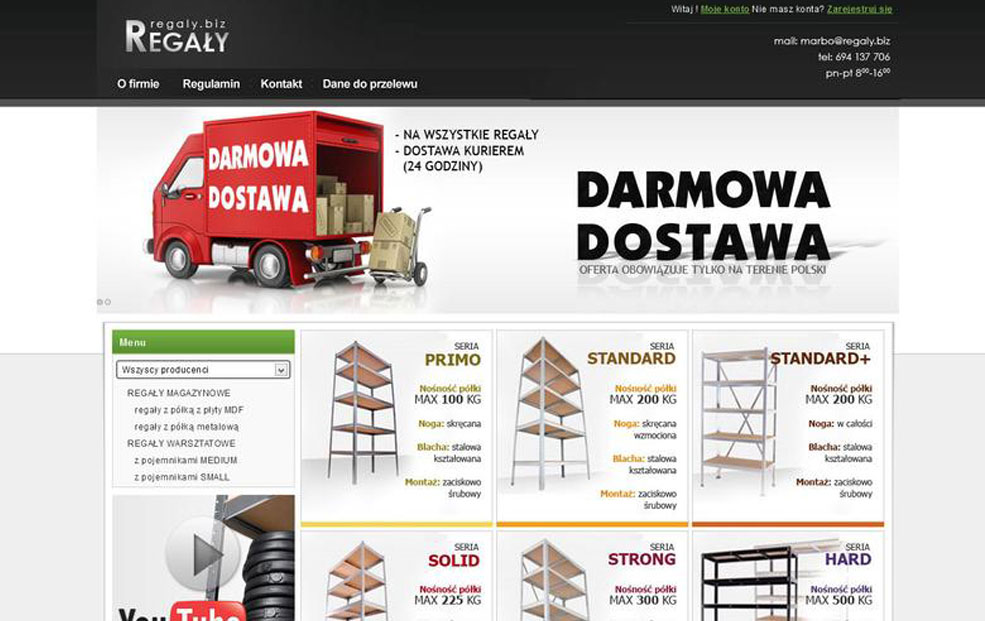 Witaj ! Moje konto Nie masz konta? Zarejestruj się
regaly.biz
REGAŁY
mail: marbo@regaly.biz
tel: 694 137 706
pn-pt 8⁰⁰-16⁰⁰
O firmie Regulamin Kontakt Dane do przelewu
DARMOWA
DOSTAWA
- NA WSZYSTKIE REGAŁY
- DOSTAWA KURIEREM
(24 GODZINY)
DARMOWA
DOSTAWA
OFERTA OBOWIĄZUJE TYLKO NA TERENIE POLSKI
Menu
Wszyscy producenci
REGAŁY MAGAZYNOWE
regały z półką z płyty MDF
regały z półką metalową
REGAŁY WARSZTATOWE
z pojemnikami MEDIUM
z pojemnikami SMALL
YouTube
SERIA
PRIMO
Nośność półki
MAX 100 KG
Noga: skręcana
Blacha: stalowa
kształtowana
Montaż: zaciskowo
śrubowy
SERIA
STANDARD
Nośność półki
MAX 200 KG
Noga: skręcana
wzmociona
Blacha: stalowa
kształtowana
Montaż: zaciskowo
śrubowy
SERIA
STANDARD+
Nośność półki
MAX 200 KG
Noga: w całości
Blacha: stalowa
kształtowana
Montaż: zaciskowo
śrubowy
SERIA
SOLID
Nośność półki
MAX 225 KG
SERIA
STRONG
Nośność półki
MAX 300 KG
SERIA
HARD
Nośność półki
MAX 500 KG